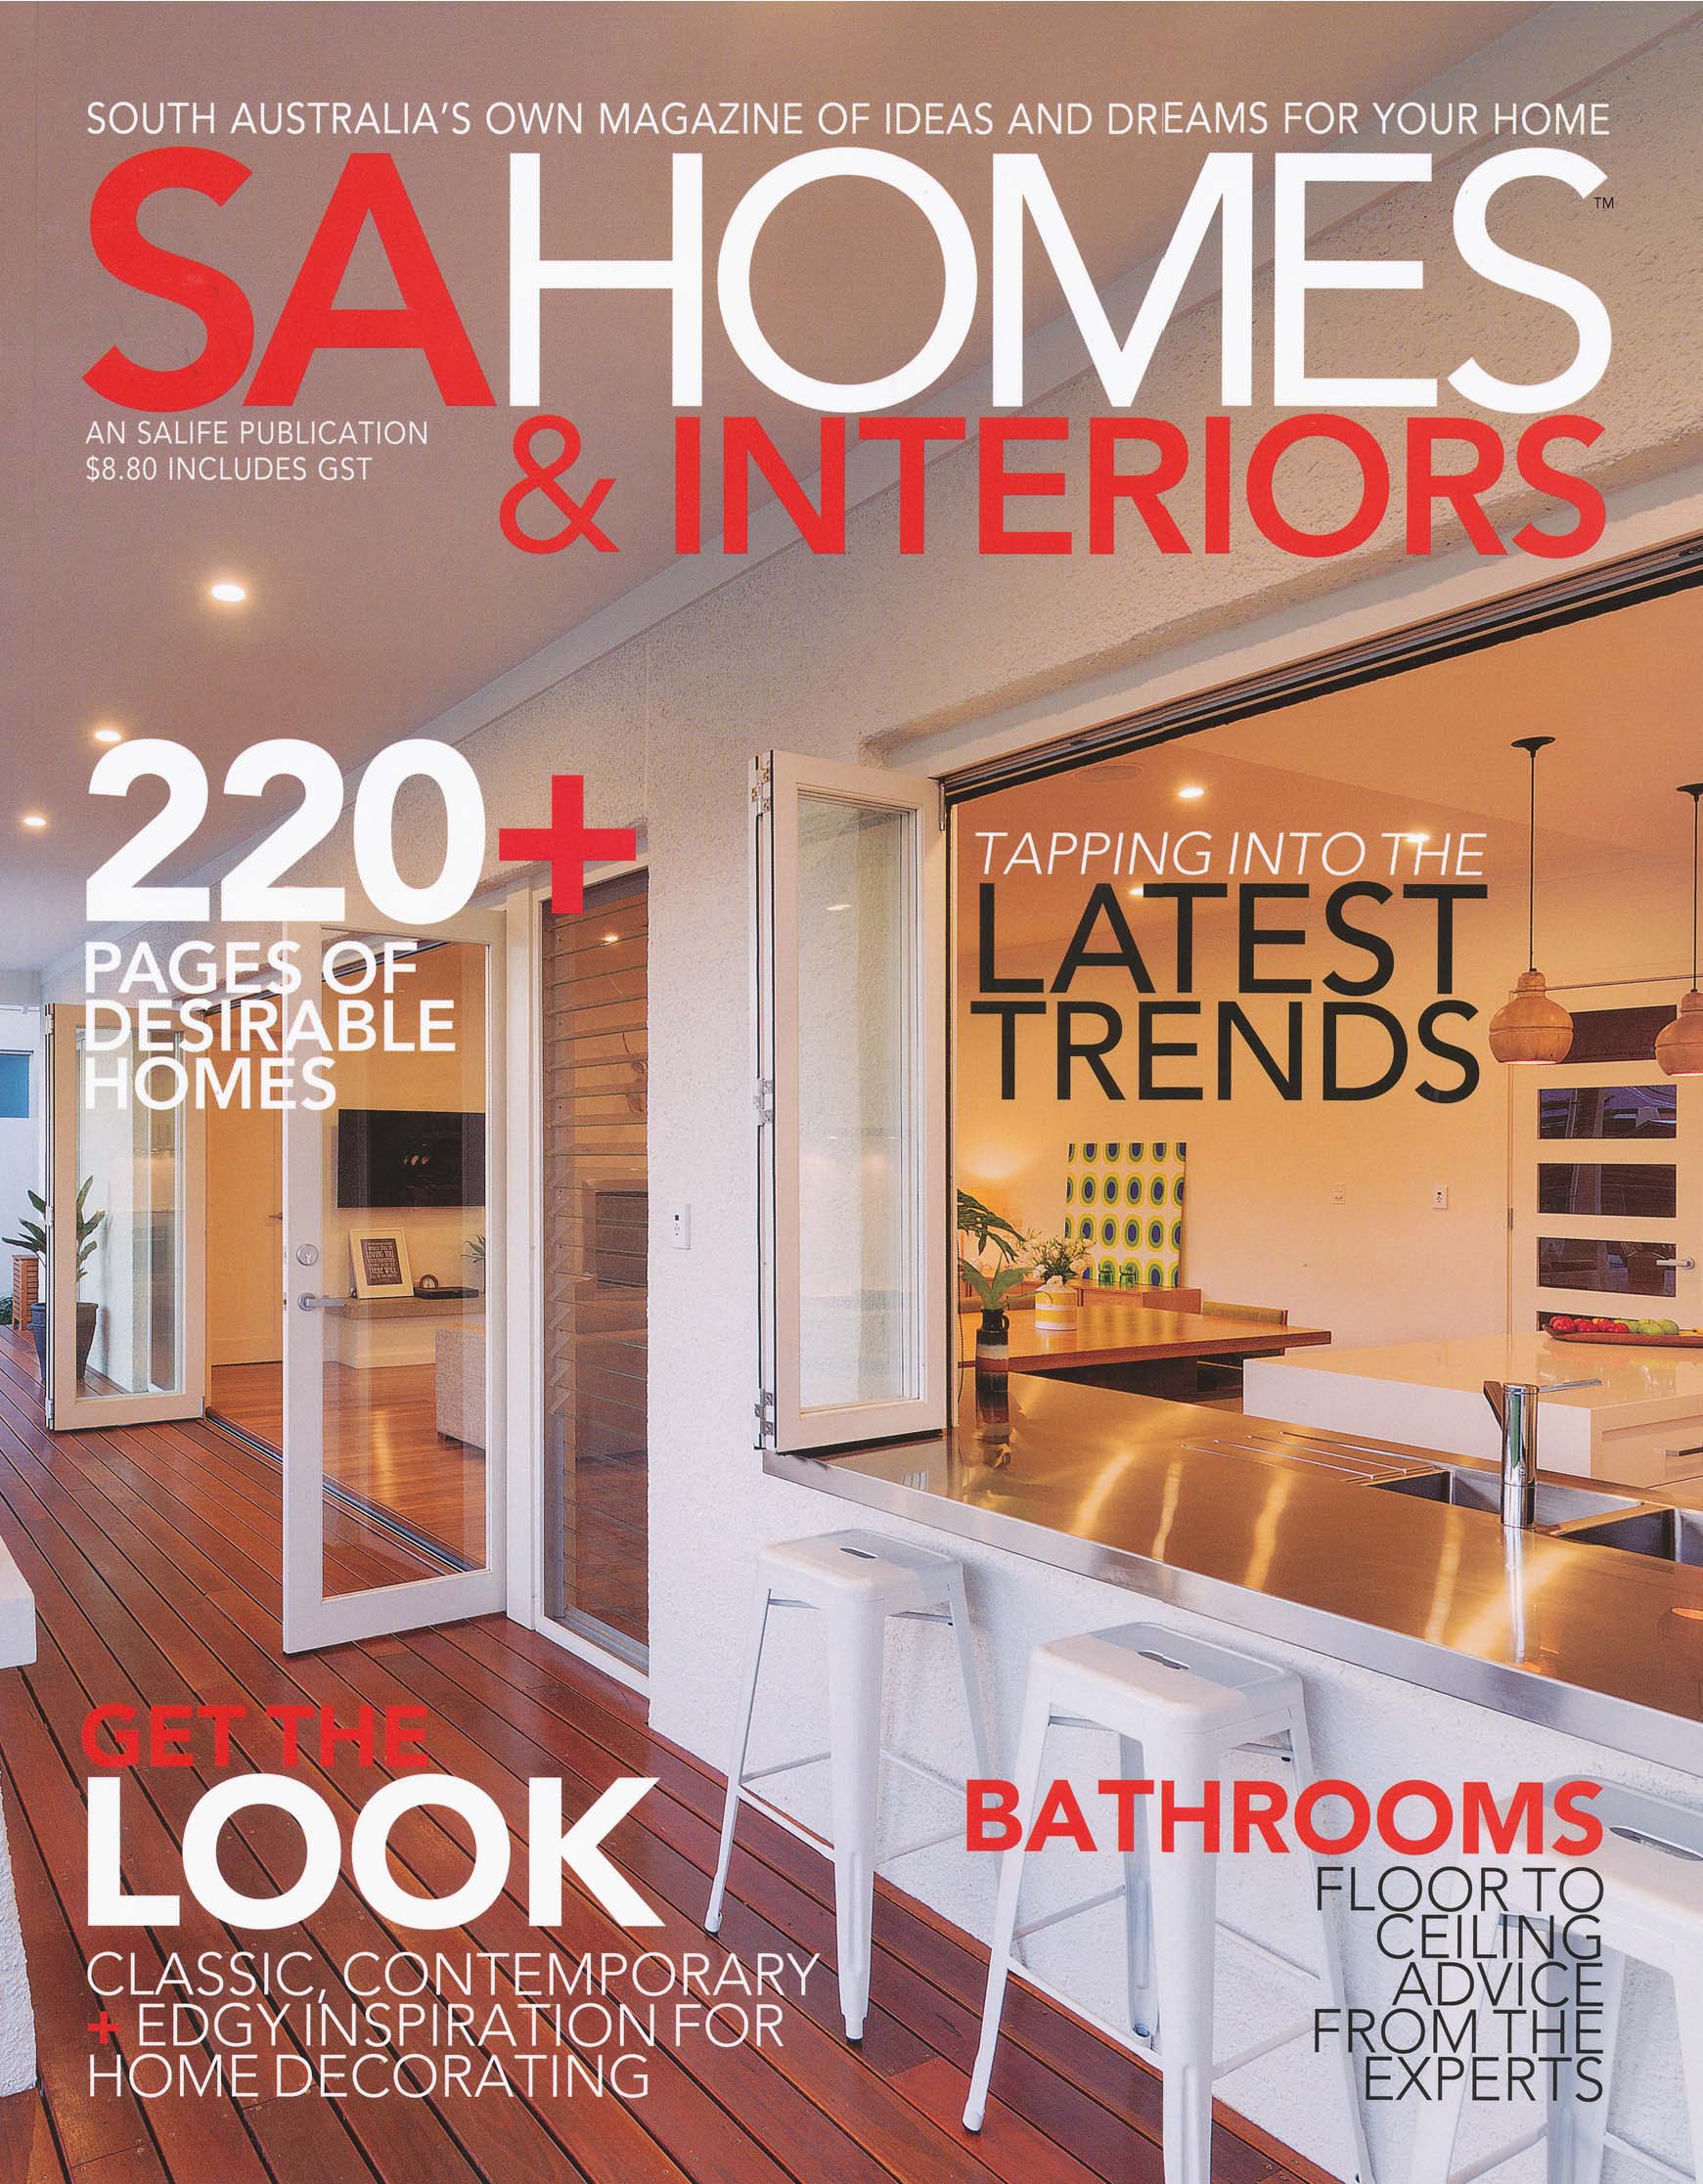 SOUTH AUSTRALIA'S OWN MAGAZINE OF IDEAS AND DREAMS FOR YOUR HOME
SAHOMES™
& INTERIORS
AN SALIFE PUBLICATION
$8.80 INCLUDES GST
220+
PAGES OF
DESIRABLE
HOMES
TAPPING INTO THE
LATEST
TRENDS
GET THE
LOOK
CLASSIC, CONTEMPORARY
+ EDGY INSPIRATION FOR
HOME DECORATING
BATHROOMS
FLOOR TO
CEILING
ADVICE
FROM THE
EXPERTS